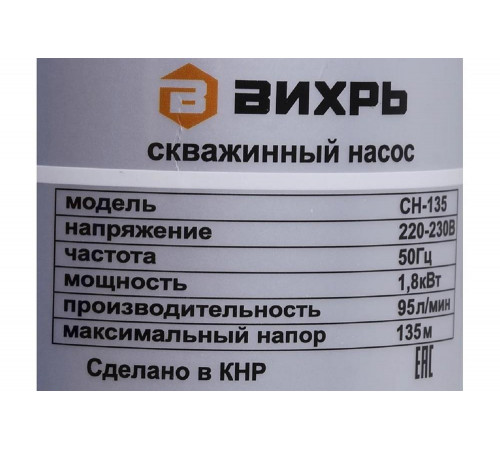 ВИХРЬ
скважинный насос
модель СН-135
напряжение 220-230В
частота 50Гц
мощность 1,8кВт
производительность 95л/мин
максимальный напор 135м
Сделано в КНР
ЕАС